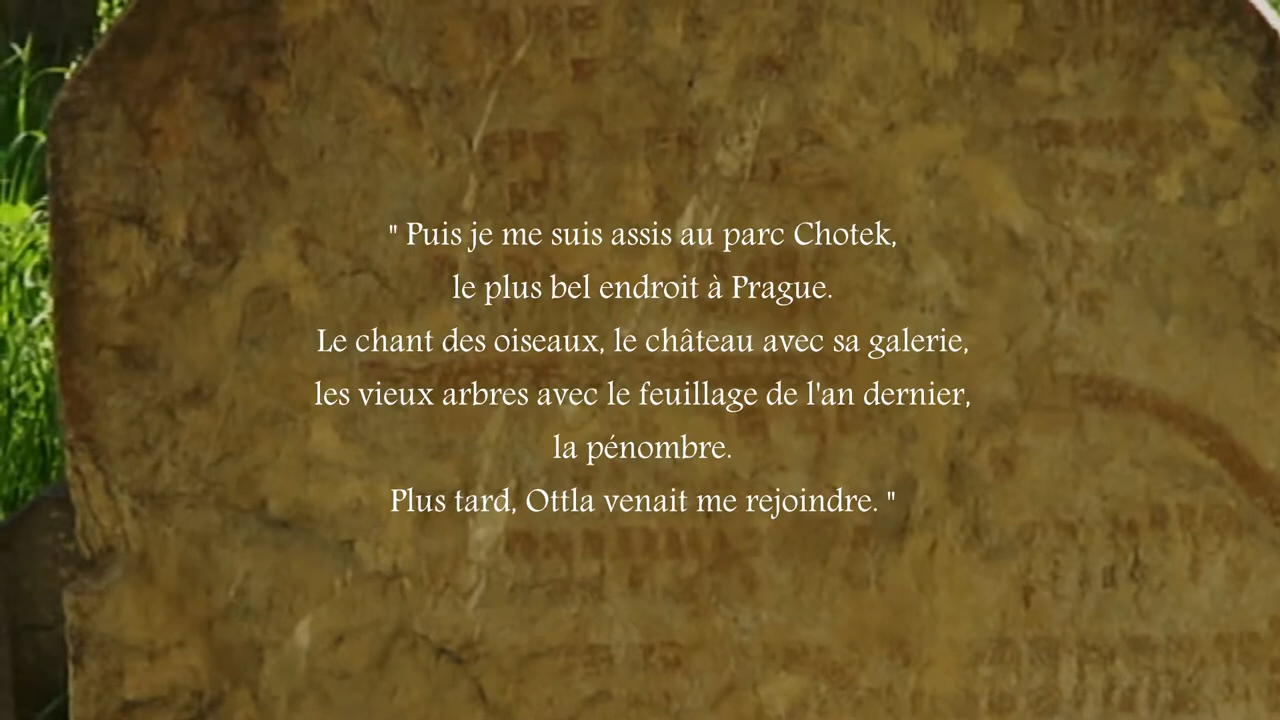 " Puis je me suis assis au parc Chotek,
le plus bel endroit à Prague.
Le chant des oiseaux, le château avec sa galerie,
les vieux arbres avec le feuillage de l'an dernier,
la pénombre.
Plus tard, Ottla venait me rejoindre. "